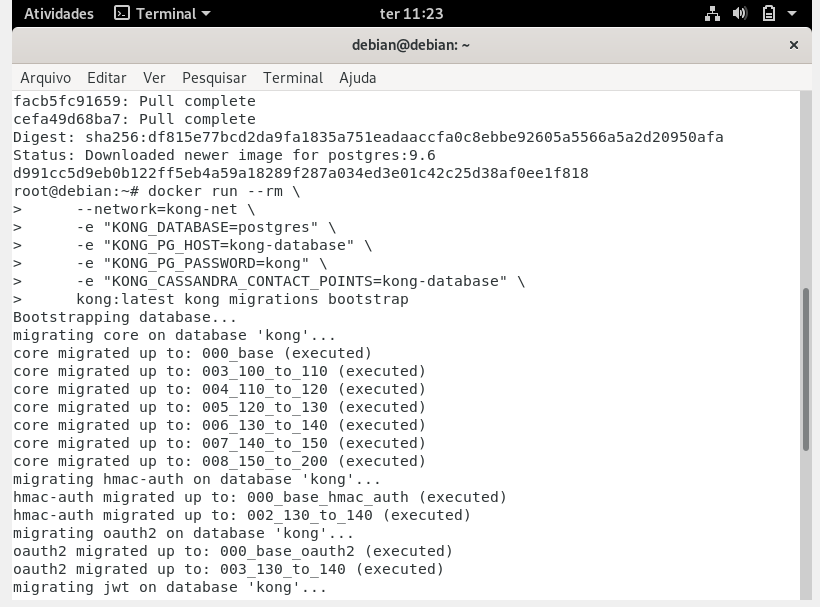 Atividades Terminal ter 11:23
debian@debian: ~ ×
Arquivo Editar Ver Pesquisar Terminal Ajuda
facb5fc91659: Pull complete
cefa49d68ba7: Pull complete
Digest: sha256:df815e77bcd2da9fa1835a751eadaaccfa0c8ebbe92605a5566a5a2d20950afa
Status: Downloaded newer image for postgres:9.6
d991cc5d9eb0b122ff5eb4a59a18289f287a034ed3e01c42c25d38af0ee1f818
root@debian:~# docker run --rm \
>      --network=kong-net \
>      -e "KONG_DATABASE=postgres" \
>      -e "KONG_PG_HOST=kong-database" \
>      -e "KONG_PG_PASSWORD=kong" \
>      -e "KONG_CASSANDRA_CONTACT_POINTS=kong-database" \
>      kong:latest kong migrations bootstrap
Bootstrapping database...
migrating core on database 'kong'...
core migrated up to: 000_base (executed)
core migrated up to: 003_100_to_110 (executed)
core migrated up to: 004_110_to_120 (executed)
core migrated up to: 005_120_to_130 (executed)
core migrated up to: 006_130_to_140 (executed)
core migrated up to: 007_140_to_150 (executed)
core migrated up to: 008_150_to_200 (executed)
migrating hmac-auth on database 'kong'...
hmac-auth migrated up to: 000_base_hmac_auth (executed)
hmac-auth migrated up to: 002_130_to_140 (executed)
migrating oauth2 on database 'kong'...
oauth2 migrated up to: 000_base_oauth2 (executed)
oauth2 migrated up to: 003_130_to_140 (executed)
migrating jwt on database 'kong'...